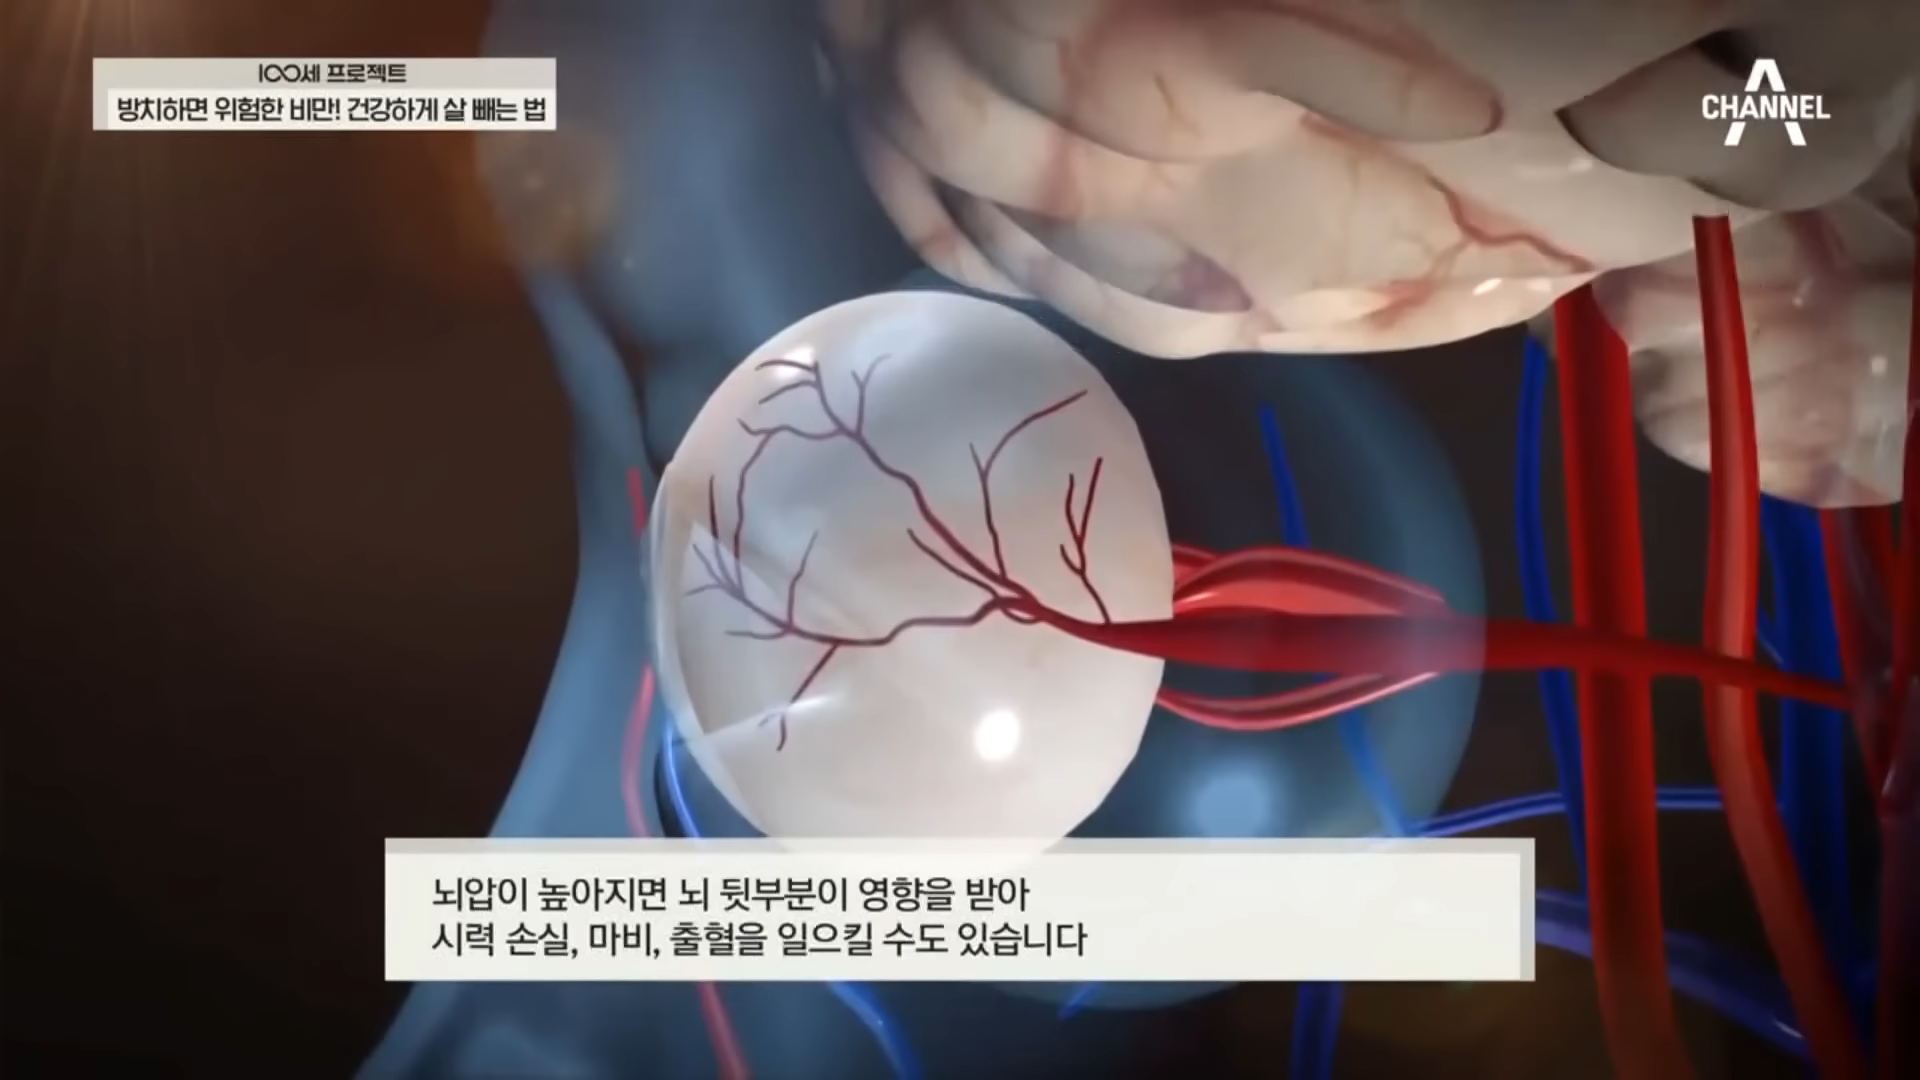 100세 프로젝트
방치하면 위험한 비만! 건강하게 살 빼는 법
CHANNEL A
뇌압이 높아지면 뇌 뒷부분이 영향을 받아
시력 손실, 마비, 출혈을 일으킬 수도 있습니다